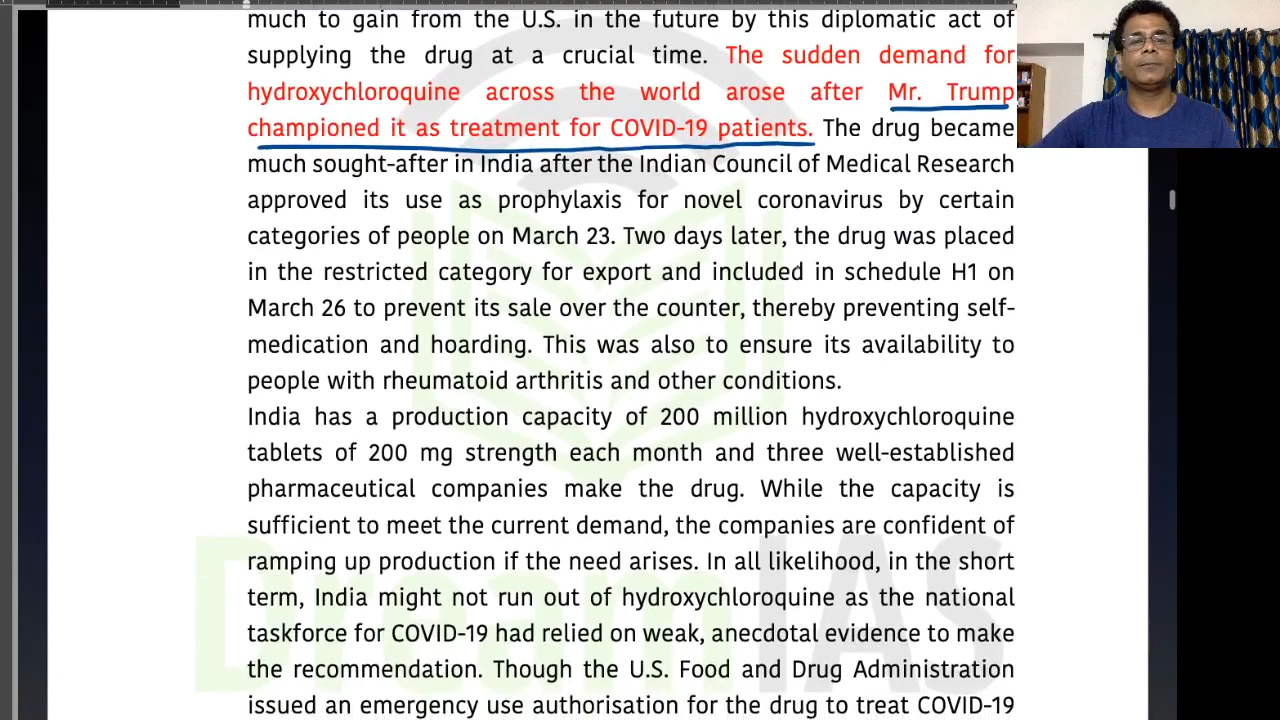 much to gain from the U.S. in the future by this diplomatic act of
supplying the drug at a crucial time. The sudden demand for
hydroxychloroquine across the world arose after Mr. Trump
championed it as treatment for COVID-19 patients. The drug became
much sought-after in India after the Indian Council of Medical Research
approved its use as prophylaxis for novel coronavirus by certain
categories of people on March 23. Two days later, the drug was placed
in the restricted category for export and included in schedule H1 on
March 26 to prevent its sale over the counter, thereby preventing self-
medication and hoarding. This was also to ensure its availability to
people with rheumatoid arthritis and other conditions.
India has a production capacity of 200 million hydroxychloroquine
tablets of 200 mg strength each month and three well-established
pharmaceutical companies make the drug. While the capacity is
sufficient to meet the current demand, the companies are confident of
ramping up production if the need arises. In all likelihood, in the short
term, India might not run out of hydroxychloroquine as the national
taskforce for COVID-19 had relied on weak, anecdotal evidence to make
the recommendation. Though the U.S. Food and Drug Administration
issued an emergency use authorisation for the drug to treat COVID-19
DreamIAS